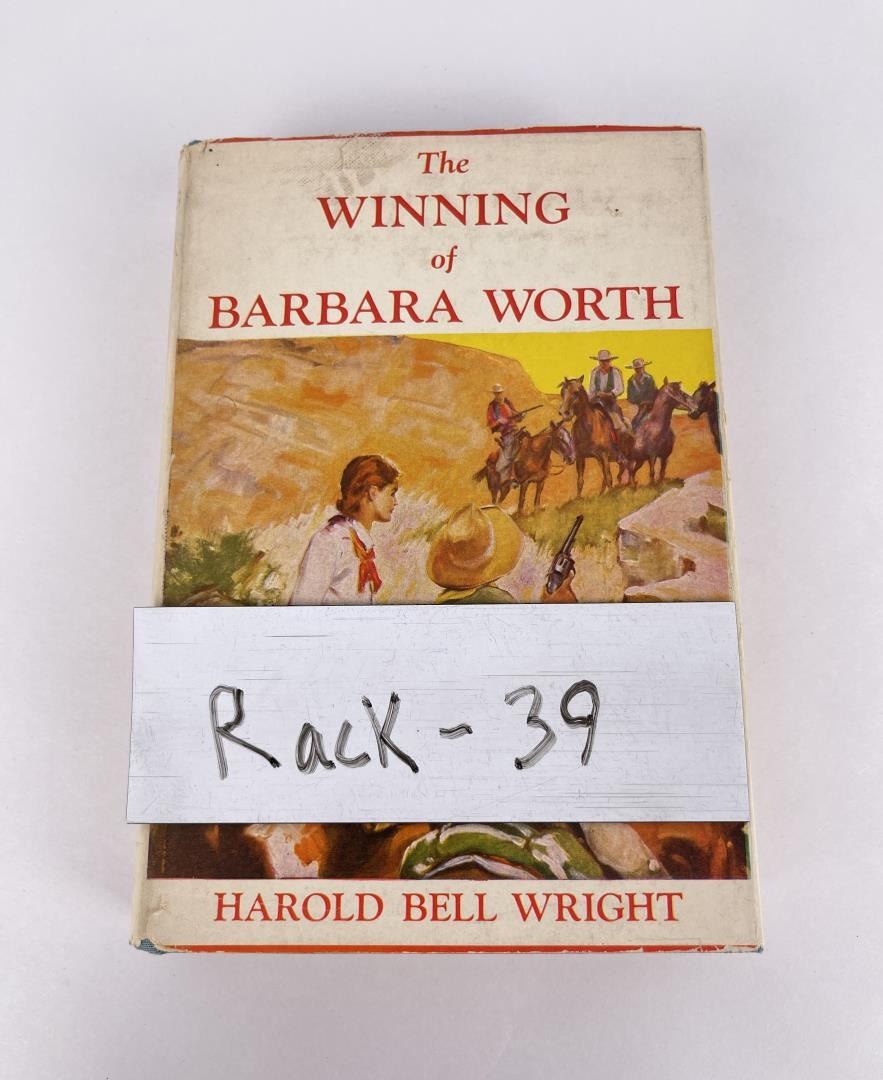 The
WINNING
of
BARBARA WORTH
Rack - 39
HAROLD BELL WRIGHT